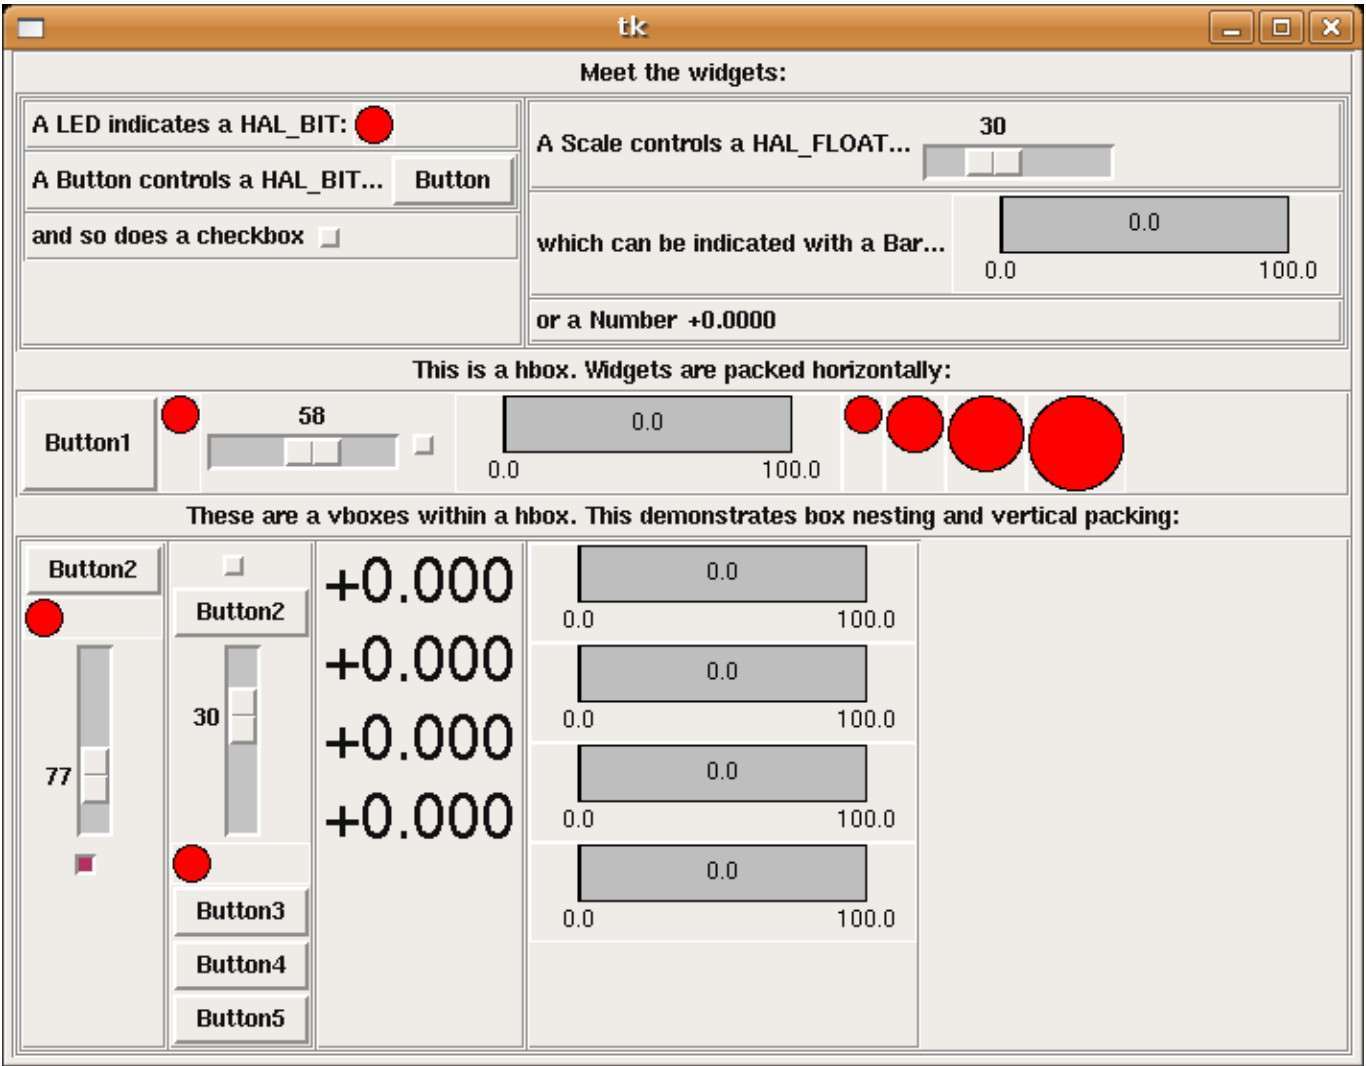 tk
Meet the widgets:
A LED indicates a HAL_BIT:
A Button controls a HAL_BIT... Button
and so does a checkbox
A Scale controls a HAL_FLOAT... 30
which can be indicated with a Bar... 0.0
0.0 100.0
or a Number +0.0000
This is a hbox. Widgets are packed horizontally:
Button1 58 0.0
0.0 100.0
These are a vboxes within a hbox. This demonstrates box nesting and vertical packing:
Button2
77
Button2
30
Button3
Button4
Button5
+0.000
+0.000
+0.000
+0.000
0.0
0.0 100.0
0.0
0.0 100.0
0.0
0.0 100.0
0.0
0.0 100.0